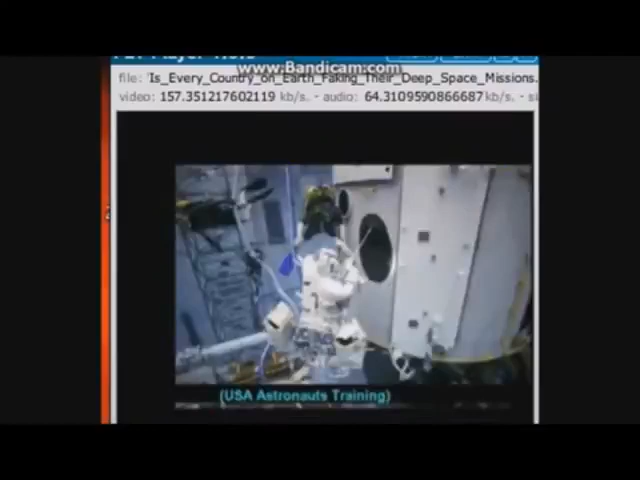 www.Bandicam.com
file: 'Is_Every_Country_on_Earth_Faking_Their_Deep_Space_Missions.
video: 157.351217602119 kb/s. - audio: 64.3109590866687 kb/s. -
(USA Astronauts Training)